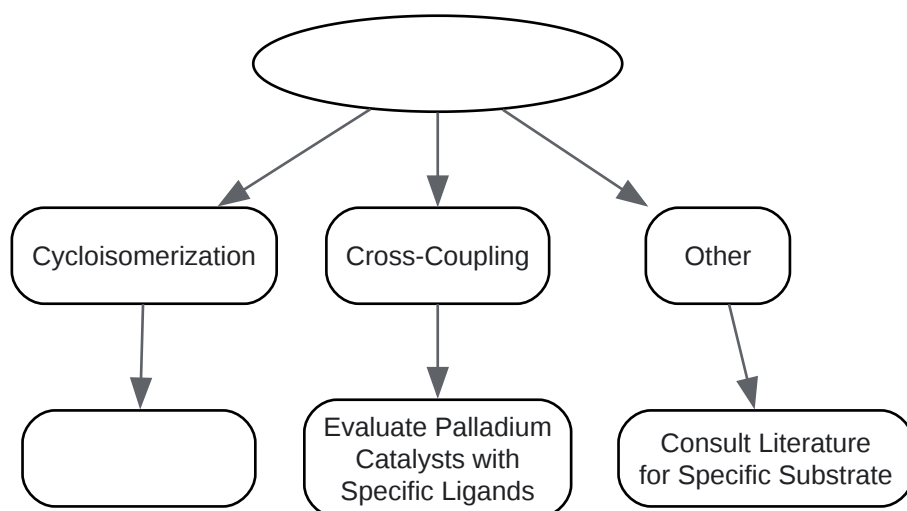 Cycloisomerization
Cross-Coupling
Other
Evaluate Palladium
Catalysts with
Specific Ligands
Consult Literature
for Specific Substrate